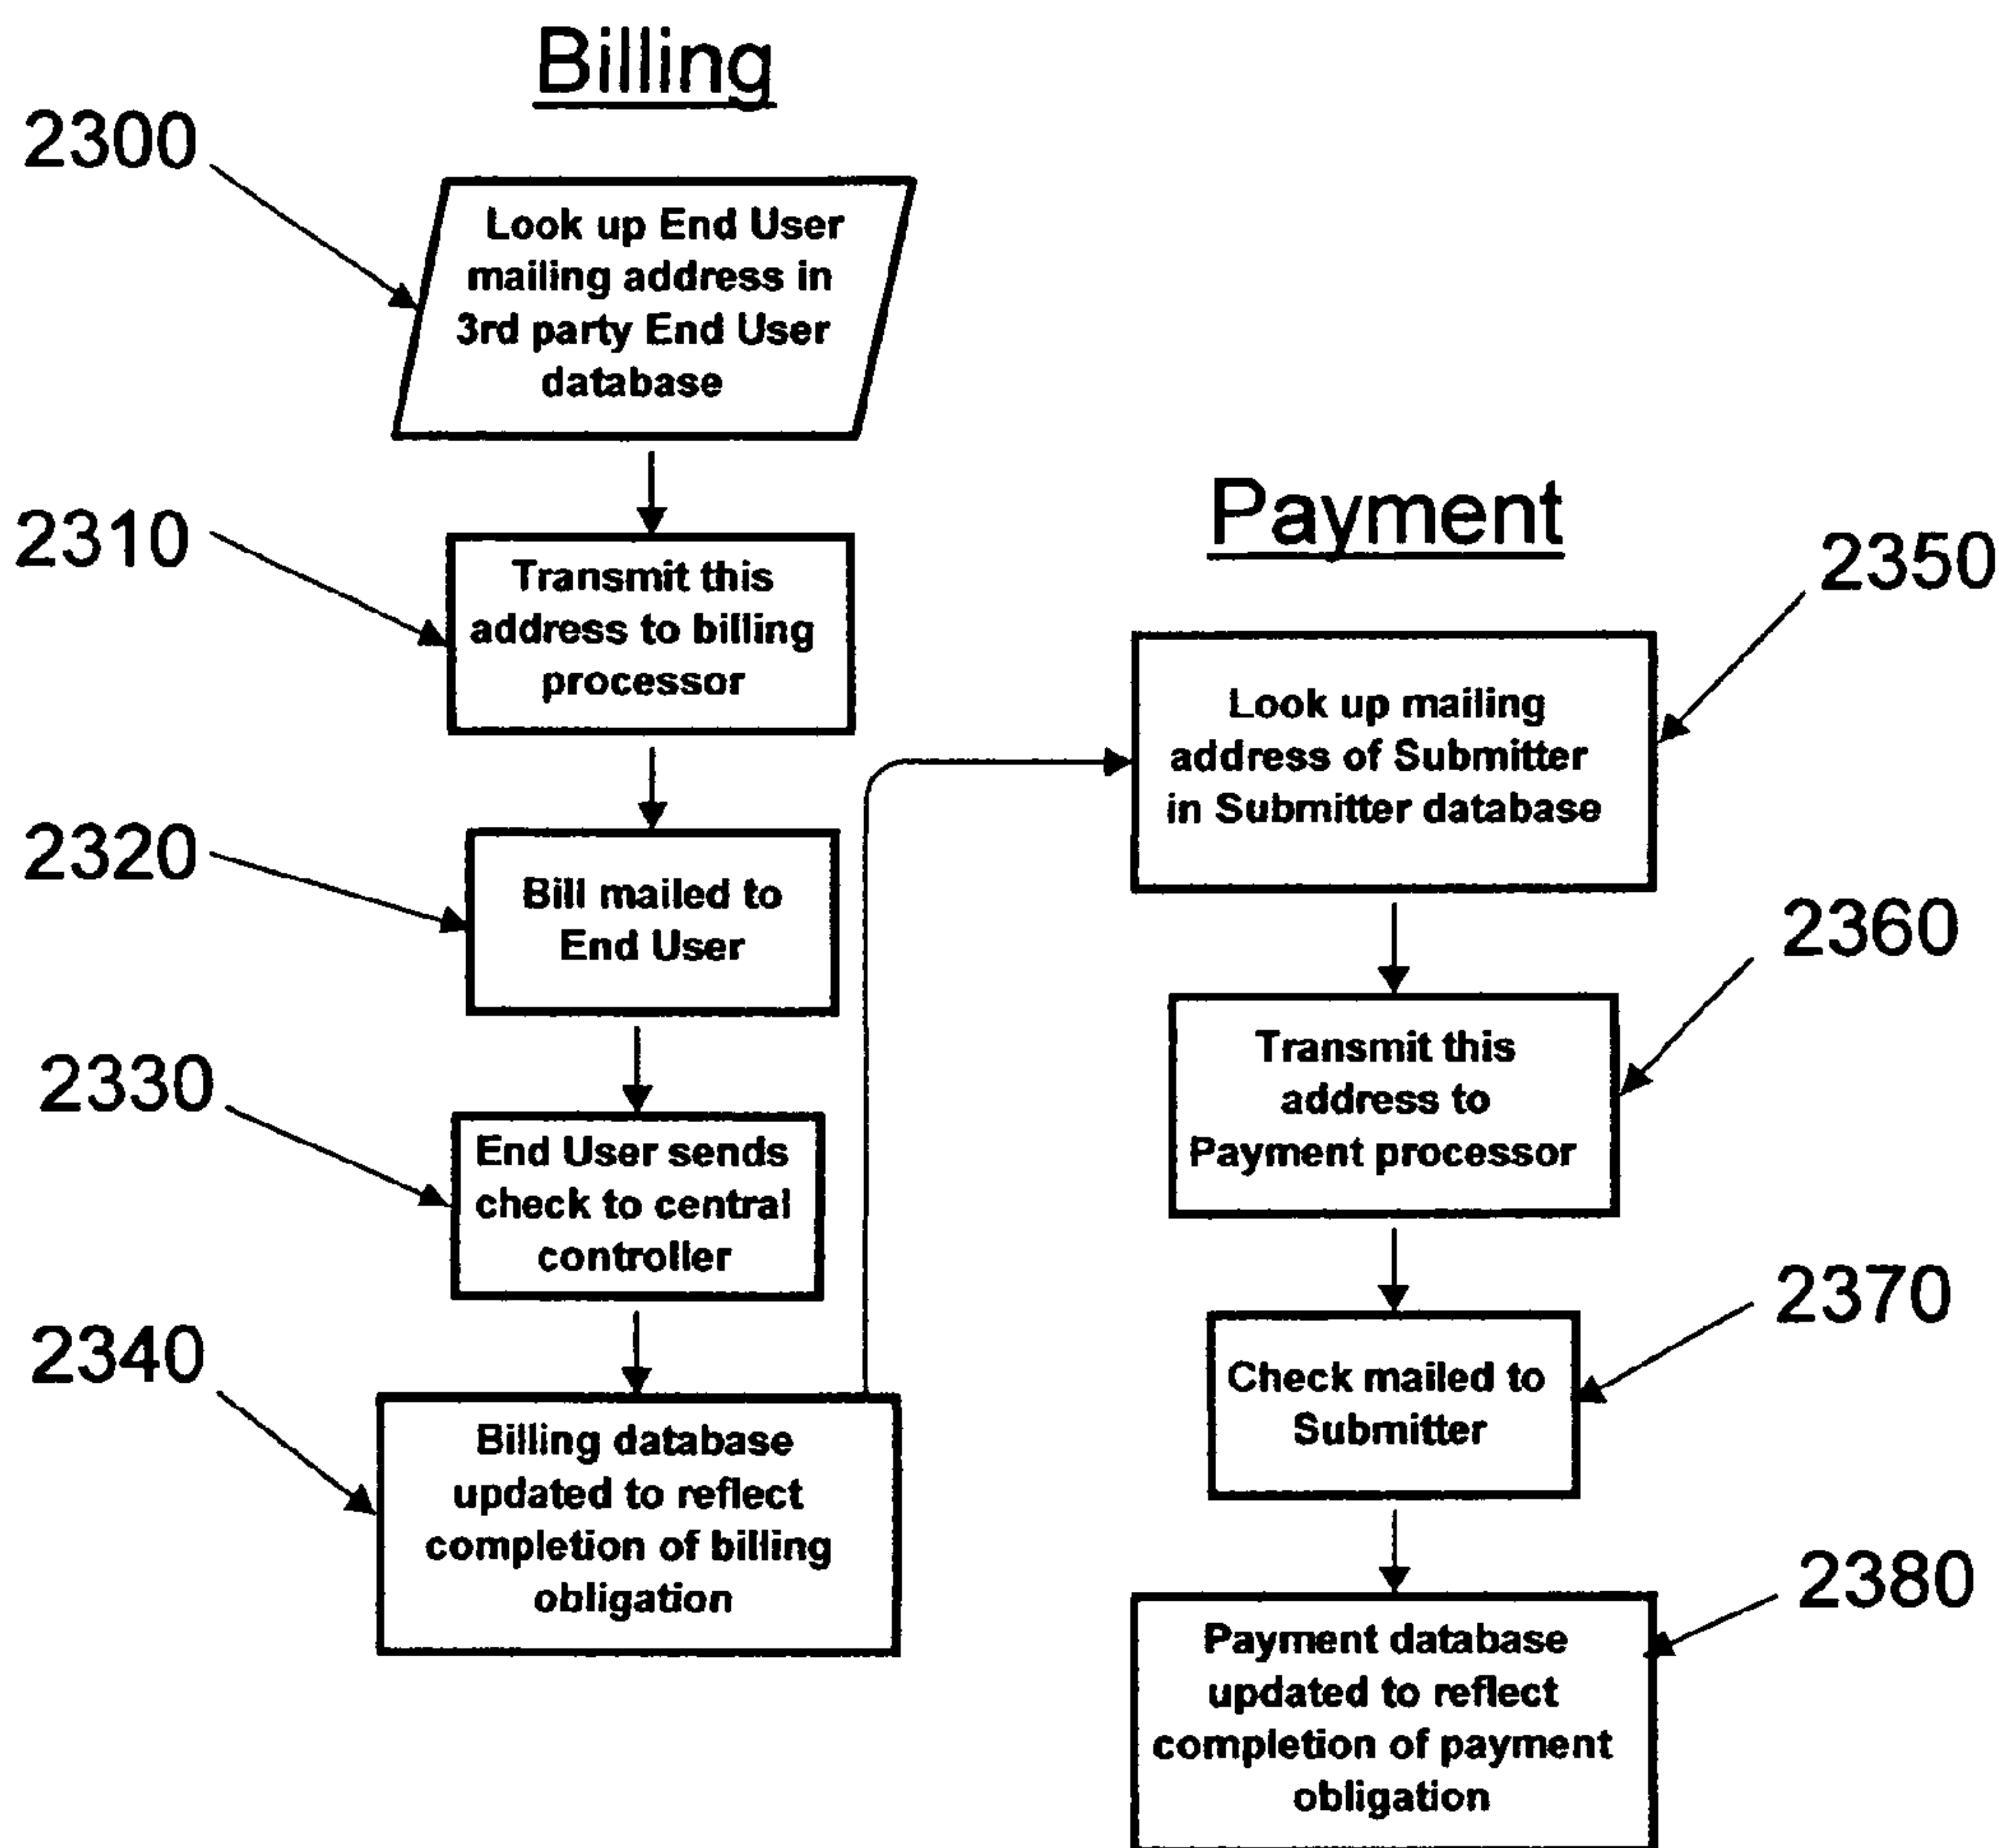 Billing
2300
Look up End User
mailing address in
3rd party End User
database
2310
Transmit this
address to billing
processor
2320
Bill mailed to
End User
2330
End User sends
check to central
controller
2340
Billing database
updated to reflect
completion of billing
obligation
Payment
2350
Look up mailing
address of Submitter
in Submitter database
2360
Transmit this
address to
Payment processor
2370
Check mailed to
Submitter
2380
Payment database
updated to reflect
completion of payment
obligation